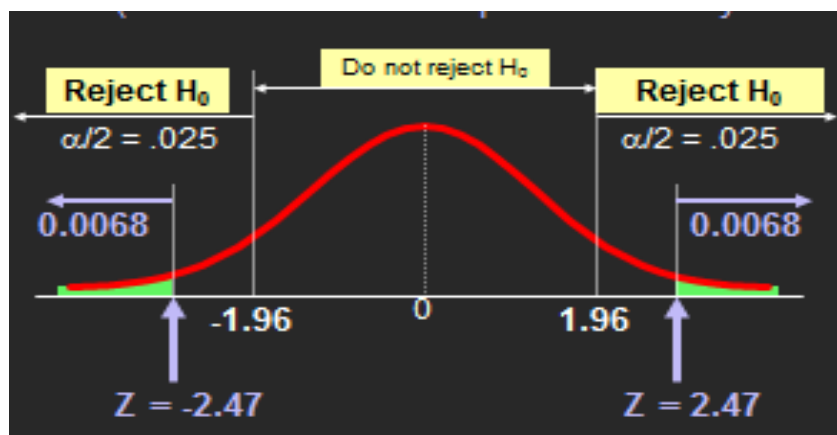 Do not reject H₀
Reject H₀
Reject H₀
α/2 = .025
α/2 = .025
0.0068
0.0068
-1.96
0
1.96
Z = -2.47
Z = 2.47